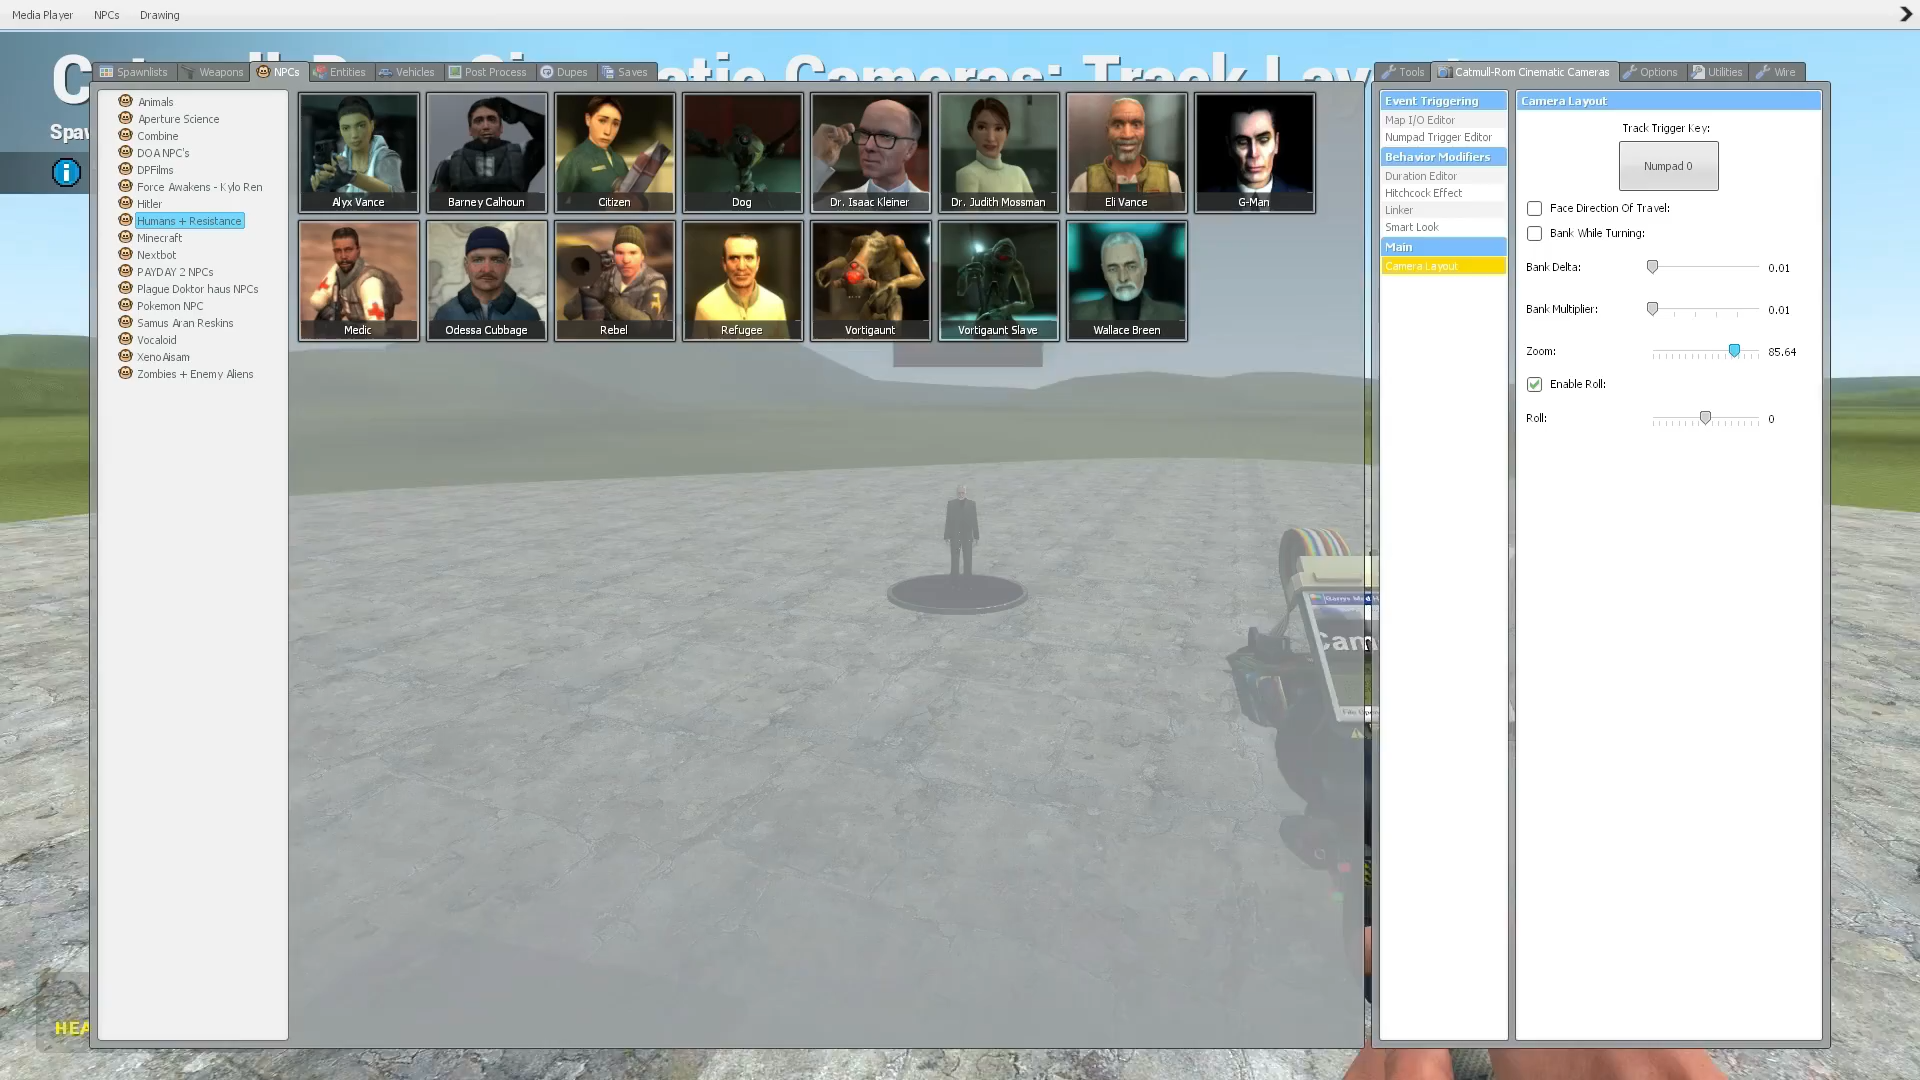 Media Player NPCs Drawing
Spawnlists Weapons NPCs Entities Vehicles Post Process Dupes Saves
Tools Catmull-Rom Cinematic Cameras Options Utilities Wire
Animals
Aperture Science
Combine
DOA NPC's
DPFilms
Force Awakens - Kylo Ren
Hitler
Humans + Resistance
Minecraft
Nextbot
PAYDAY 2 NPCs
Plague Doktor haus NPCs
Pokemon NPC
Samus Aran Reskins
Vocaloid
XenoAisam
Zombies + Enemy Aliens
Alyx Vance Barney Calhoun Citizen Dog Dr. Isaac Kleiner Dr. Judith Mossman Eli Vance G-Man
Medic Odessa Cubbage Rebel Refugee Vortigaunt Vortigaunt Slave Wallace Breen
Event Triggering
Map I/O Editor
Numpad Trigger Editor
Behavior Modifiers
Duration Editor
Hitchcock Effect
Linker
Smart Look
Main
Camera Layout
Camera Layout
Track Trigger Key:
Numpad 0
Face Direction Of Travel:
Bank While Turning:
Bank Delta: 0.01
Bank Multiplier: 0.01
Zoom: 85.64
Enable Roll:
Roll: 0
Cam
HEA